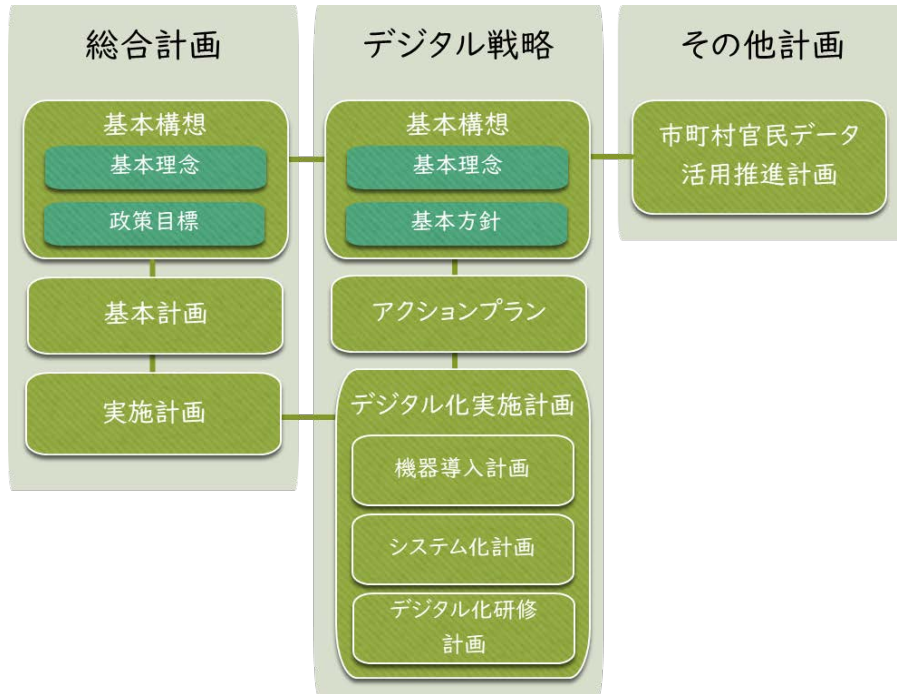 総合計画
基本構想
基本理念
政策目標
基本計画
実施計画
デジタル戦略
基本構想
基本理念
基本方針
アクションプラン
デジタル化実施計画
機器導入計画
システム化計画
デジタル化研修
計画
その他計画
市町村官民データ
活用推進計画